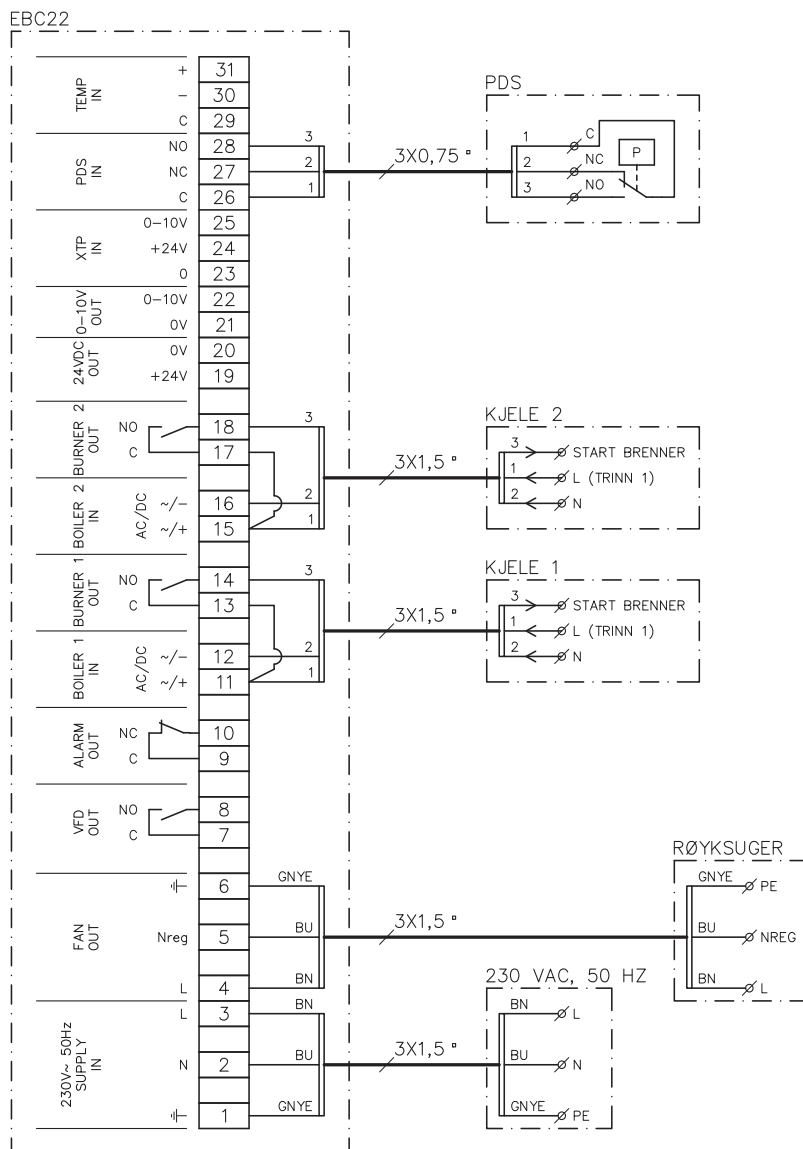 EBC22
TEMP IN
+ 31
– 30
C 29
PDS IN
NO 28 3
NC 27 2
C 26 1
3X0,75 ▫
PDS
1 C
2 NC
3 NO
P
XTP IN
0–10V 25
+24V 24
0 23
0–10V OUT
0–10V 22
0V 21
24VDC OUT
0V 20
+24V 19
BURNER 2 OUT
NO 18 3
C 17
BOILER 2 IN
AC/DC
~/– 16 2
~/+ 15 1
3X1,5 ▫
KJELE 2
3 START BRENNER
1 L (TRINN 1)
2 N
BURNER 1 OUT
NO 14 3
C 13
BOILER 1 IN
AC/DC
~/– 12 2
~/+ 11 1
3X1,5 ▫
KJELE 1
3 START BRENNER
1 L (TRINN 1)
2 N
ALARM OUT
NC 10
C 9
VFD OUT
NO 8
C 7
FAN OUT
6 GNYE
Nreg 5 BU
L 4 BN
3X1,5 ▫
RØYKSUGER
GNYE PE
BU NREG
BN L
230V~ 50Hz SUPPLY IN
L 3 BN
N 2 BU
1 GNYE
3X1,5 ▫
230 VAC, 50 HZ
BN L
BU N
GNYE PE